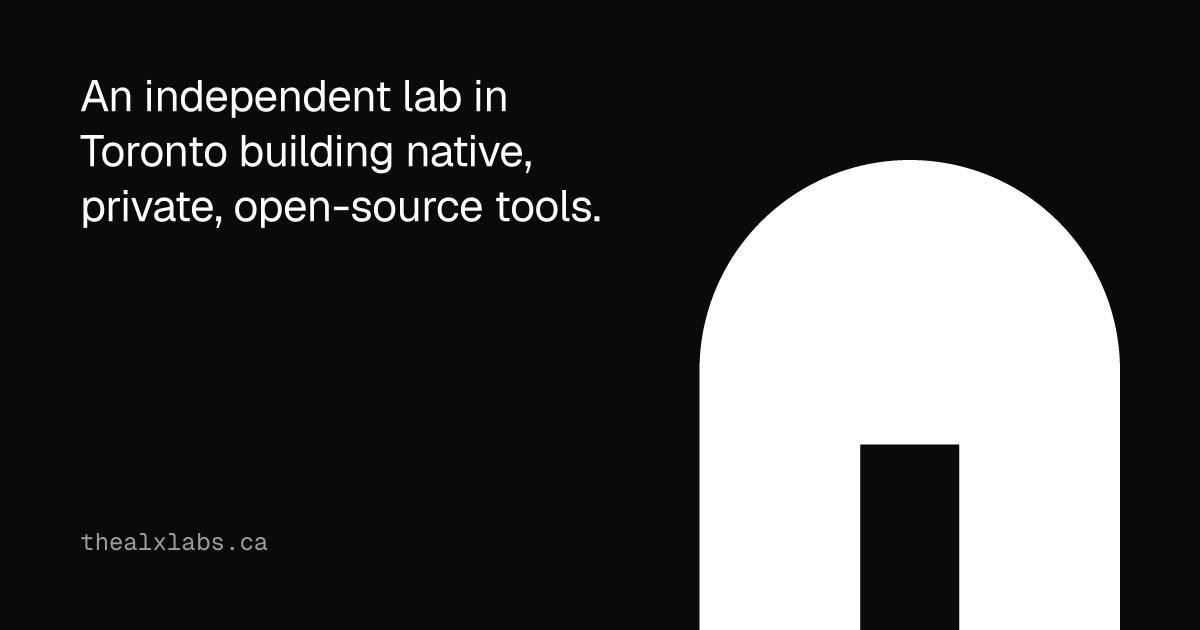 An independent lab in
Toronto building native,
private, open-source tools.
thealxlabs.ca